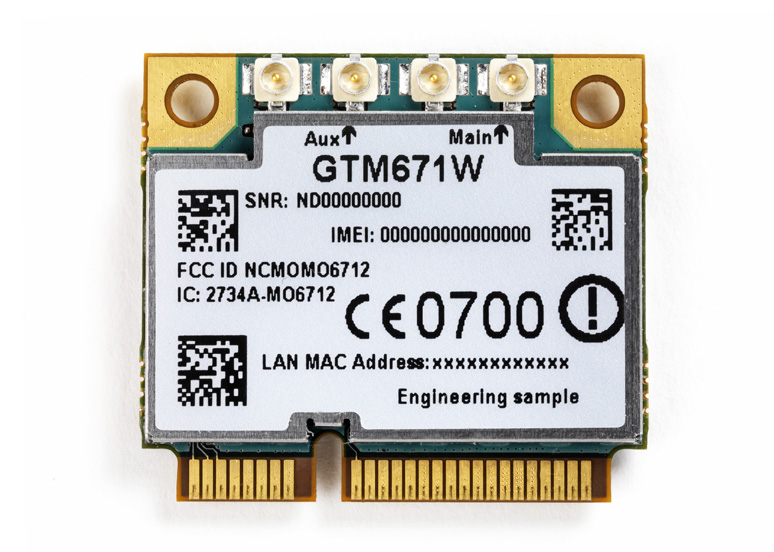 Aux↑ Main↑
GTM671W
SNR: ND00000000
IMEI: 000000000000000
FCC ID NCMOMO6712
IC: 2734A-MO6712
CE0700
LAN MAC Address:xxxxxxxxxxxx
Engineering sample